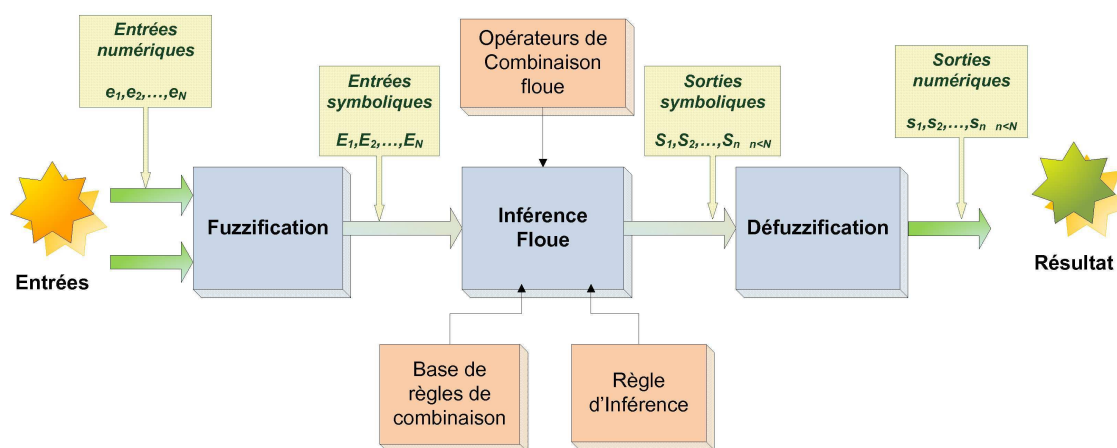 Entrées
numériques
e1,e2,…,eN
Opérateurs de
Combinaison
floue
Entrées
symboliques
E1,E2,…,EN
Sorties
symboliques
S1,S2,…,Sn n<N
Sorties
numériques
s1,s2,…,sn n<N
Entrées
Fuzzification
Inférence
Floue
Défuzzification
Résultat
Base de
règles de
combinaison
Règle
d'Inférence